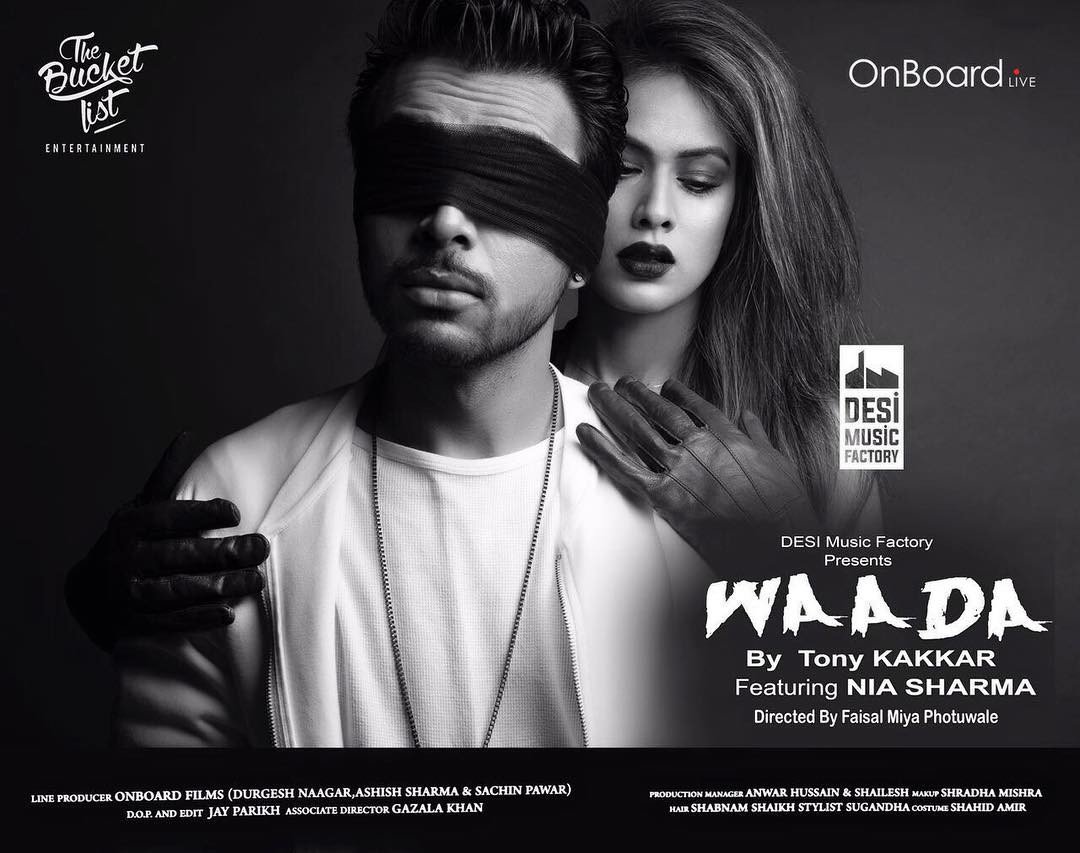 The
Bucket
list
ENTERTAINMENT
OnBoard LIVE
DESi
MUSiC
FACTORY
DESI Music Factory
Presents
WAADA
By Tony KAKKAR
Featuring NIA SHARMA
Directed By Faisal Miya Photuwale
LINE PRODUCER ONBOARD FILMS (DURGESH NAAGAR,ASHISH SHARMA & SACHIN PAWAR)
D.O.P. AND EDIT JAY PARIKH ASSOCIATE DIRECTOR GAZALA KHAN
PRODUCTION MANAGER ANWAR HUSSAIN & SHAILESH MAKUP SHRADHA MISHRA
HAIR SHABNAM SHAIKH STYLIST SUGANDHA COSTUME SHAHID AMIR